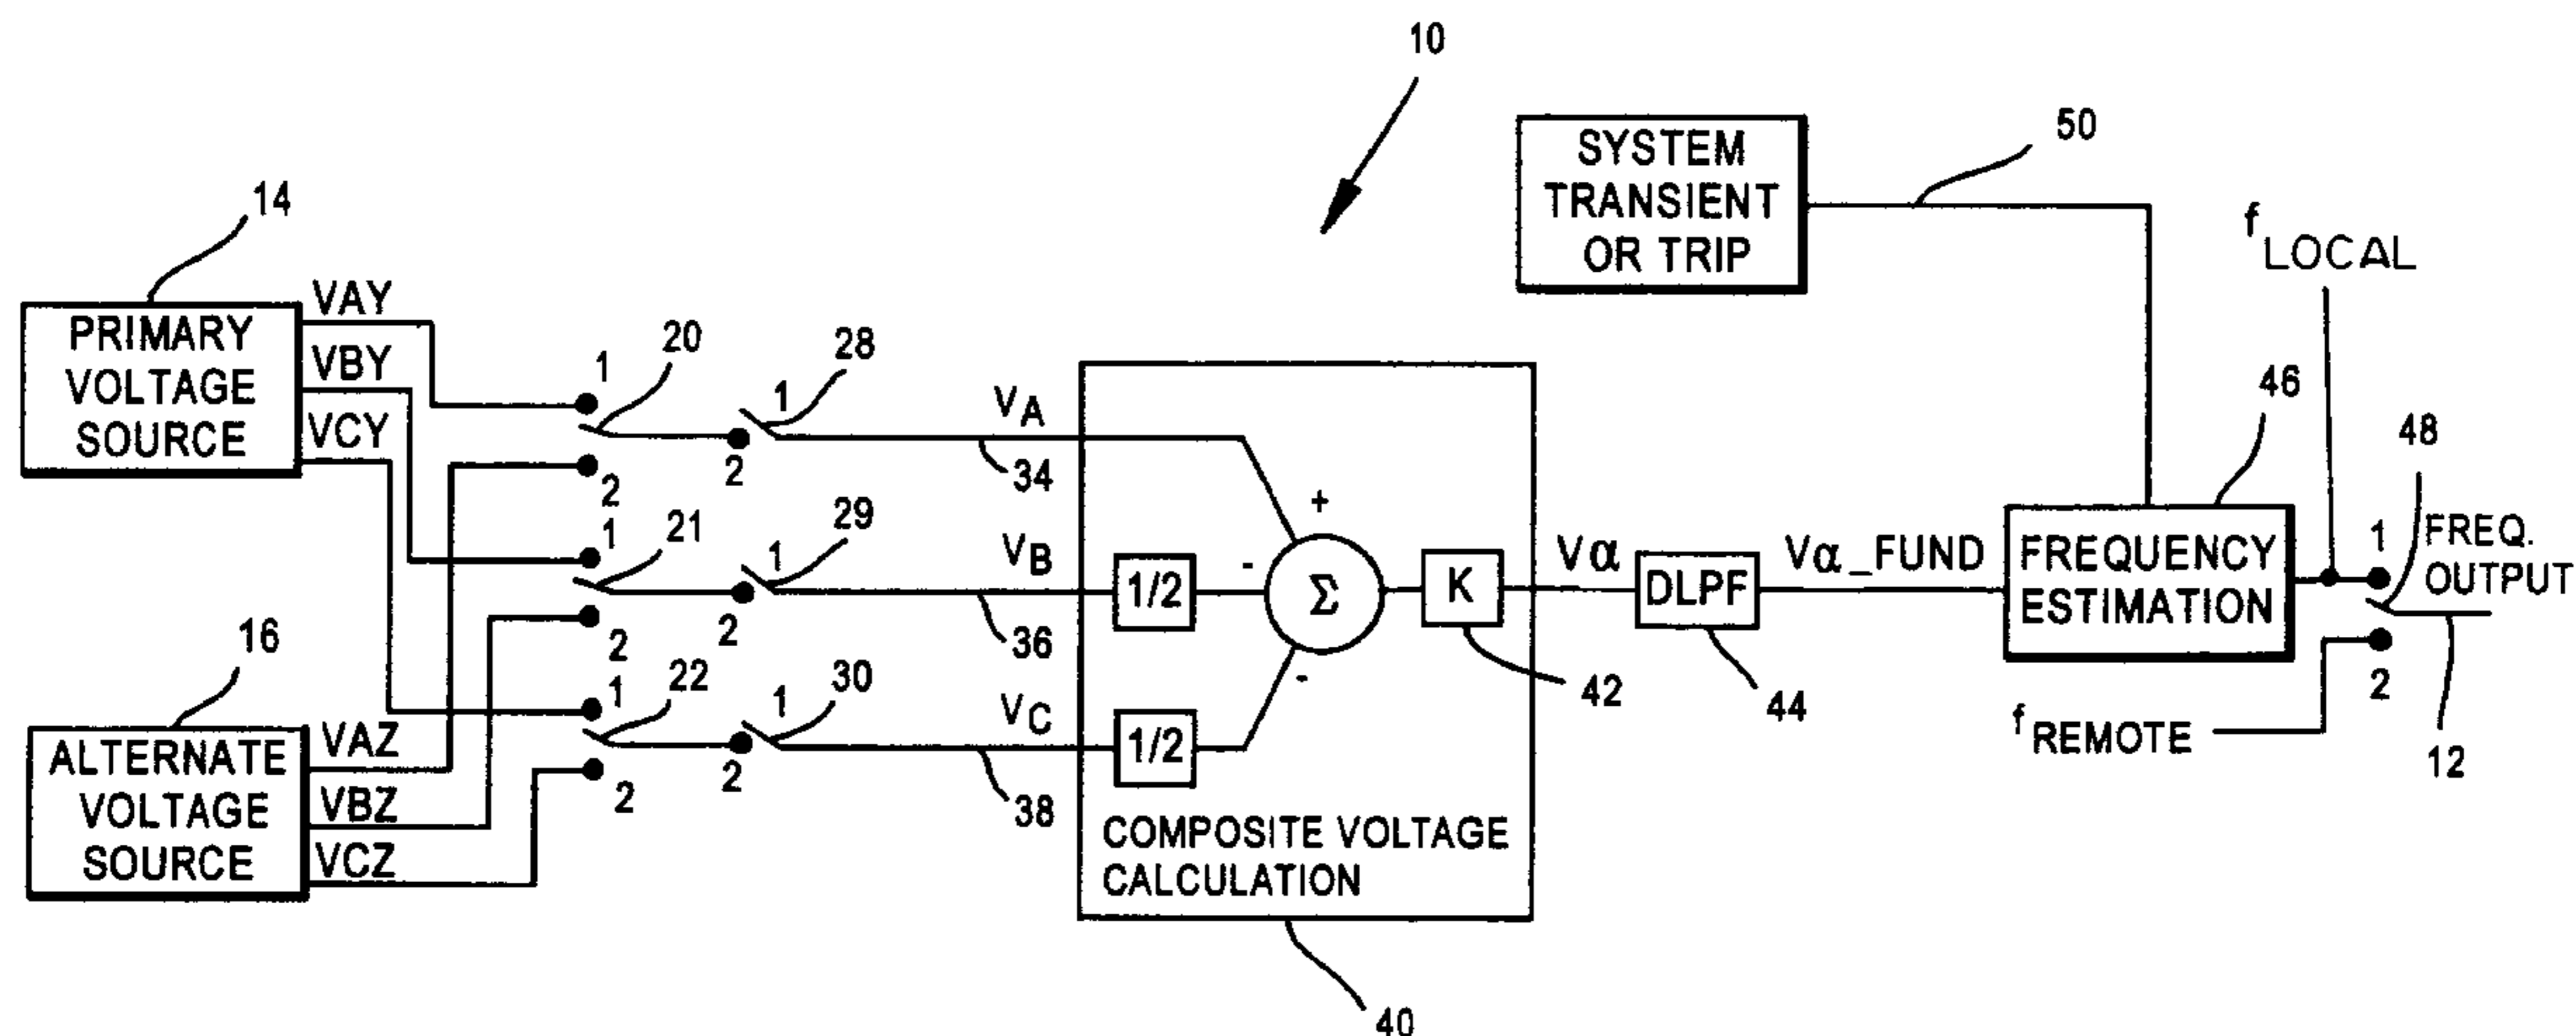 10
SYSTEM
TRANSIENT
OR TRIP
50
14
PRIMARY
VOLTAGE
SOURCE
VAY
VBY
VCY
16
ALTERNATE
VOLTAGE
SOURCE
VAZ
VBZ
VCZ
1
20
2
1
28
2
VA
34
1
21
2
1
29
2
VB
36
1
22
2
1
30
2
VC
38
+
-
-
1/2
1/2
Σ
K
42
COMPOSITE VOLTAGE
CALCULATION
40
Vα
DLPF
44
Vα_FUND
FREQUENCY
ESTIMATION
46
f LOCAL
48
1
2
FREQ.
OUTPUT
12
f REMOTE